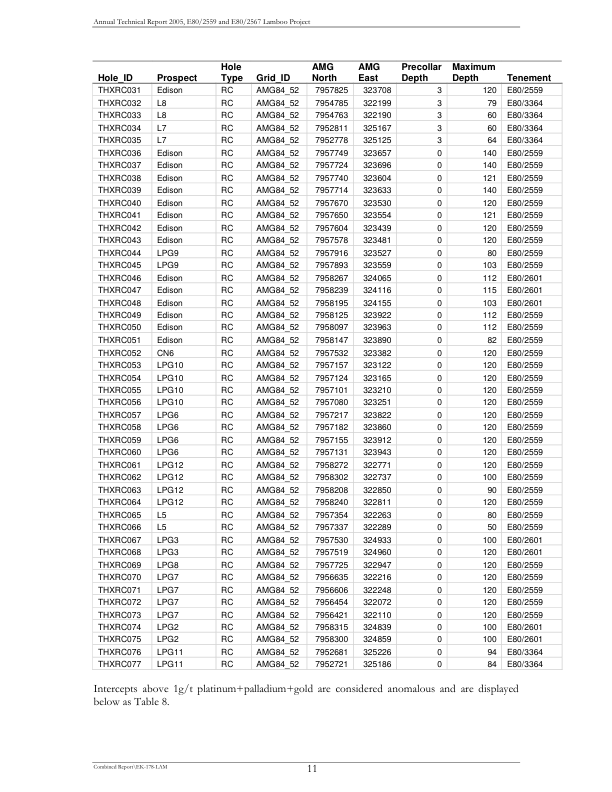 Annual Technical Report 2005, E80/2559 and E80/2567 Lamboo Project
Hole_ID Prospect Hole Type Grid_ID AMG North AMG East Precollar Depth Maximum Depth Tenement
THXRC031 Edison RC AMG84_52 7957825 323708 3 120 E80/2559
THXRC032 L8 RC AMG84_52 7954785 322199 3 79 E80/3364
THXRC033 L8 RC AMG84_52 7954763 322190 3 60 E80/3364
THXRC034 L7 RC AMG84_52 7952811 325167 3 60 E80/3364
THXRC035 L7 RC AMG84_52 7952778 325125 3 64 E80/3364
THXRC036 Edison RC AMG84_52 7957749 323657 0 140 E80/2559
THXRC037 Edison RC AMG84_52 7957724 323696 0 140 E80/2559
THXRC038 Edison RC AMG84_52 7957740 323604 0 121 E80/2559
THXRC039 Edison RC AMG84_52 7957714 323633 0 140 E80/2559
THXRC040 Edison RC AMG84_52 7957670 323530 0 120 E80/2559
THXRC041 Edison RC AMG84_52 7957650 323554 0 121 E80/2559
THXRC042 Edison RC AMG84_52 7957604 323439 0 120 E80/2559
THXRC043 Edison RC AMG84_52 7957578 323481 0 120 E80/2559
THXRC044 LPG9 RC AMG84_52 7957916 323527 0 80 E80/2559
THXRC045 LPG9 RC AMG84_52 7957893 323559 0 103 E80/2559
THXRC046 Edison RC AMG84_52 7958267 324065 0 112 E80/2601
THXRC047 Edison RC AMG84_52 7958239 324116 0 115 E80/2601
THXRC048 Edison RC AMG84_52 7958195 324155 0 103 E80/2601
THXRC049 Edison RC AMG84_52 7958125 323922 0 112 E80/2559
THXRC050 Edison RC AMG84_52 7958097 323963 0 112 E80/2559
THXRC051 Edison RC AMG84_52 7958147 323890 0 82 E80/2559
THXRC052 CN6 RC AMG84_52 7957532 323382 0 120 E80/2559
THXRC053 LPG10 RC AMG84_52 7957157 323122 0 120 E80/2559
THXRC054 LPG10 RC AMG84_52 7957124 323165 0 120 E80/2559
THXRC055 LPG10 RC AMG84_52 7957101 323210 0 120 E80/2559
THXRC056 LPG10 RC AMG84_52 7957080 323251 0 120 E80/2559
THXRC057 LPG6 RC AMG84_52 7957217 323822 0 120 E80/2559
THXRC058 LPG6 RC AMG84_52 7957182 323860 0 120 E80/2559
THXRC059 LPG6 RC AMG84_52 7957155 323912 0 120 E80/2559
THXRC060 LPG6 RC AMG84_52 7957131 323943 0 120 E80/2559
THXRC061 LPG12 RC AMG84_52 7958272 322771 0 120 E80/2559
THXRC062 LPG12 RC AMG84_52 7958302 322737 0 100 E80/2559
THXRC063 LPG12 RC AMG84_52 7958208 322850 0 90 E80/2559
THXRC064 LPG12 RC AMG84_52 7958240 322811 0 120 E80/2559
THXRC065 L5 RC AMG84_52 7957354 322263 0 80 E80/2559
THXRC066 L5 RC AMG84_52 7957337 322289 0 50 E80/2559
THXRC067 LPG3 RC AMG84_52 7957530 324933 0 100 E80/2601
THXRC068 LPG3 RC AMG84_52 7957519 324960 0 120 E80/2601
THXRC069 LPG8 RC AMG84_52 7957725 322947 0 120 E80/2559
THXRC070 LPG7 RC AMG84_52 7956635 322216 0 120 E80/2559
THXRC071 LPG7 RC AMG84_52 7956606 322248 0 120 E80/2559
THXRC072 LPG7 RC AMG84_52 7956454 322072 0 120 E80/2559
THXRC073 LPG7 RC AMG84_52 7956421 322110 0 120 E80/2559
THXRC074 LPG2 RC AMG84_52 7958315 324839 0 100 E80/2601
THXRC075 LPG2 RC AMG84_52 7958300 324859 0 100 E80/2601
THXRC076 LPG11 RC AMG84_52 7952681 325226 0 94 E80/3364
THXRC077 LPG11 RC AMG84_52 7952721 325186 0 84 E80/3364
Intercepts above 1g/t platinum+palladium+gold are considered anomalous and are displayed
below as Table 8.
Combined Report\EK-178-LAM
11